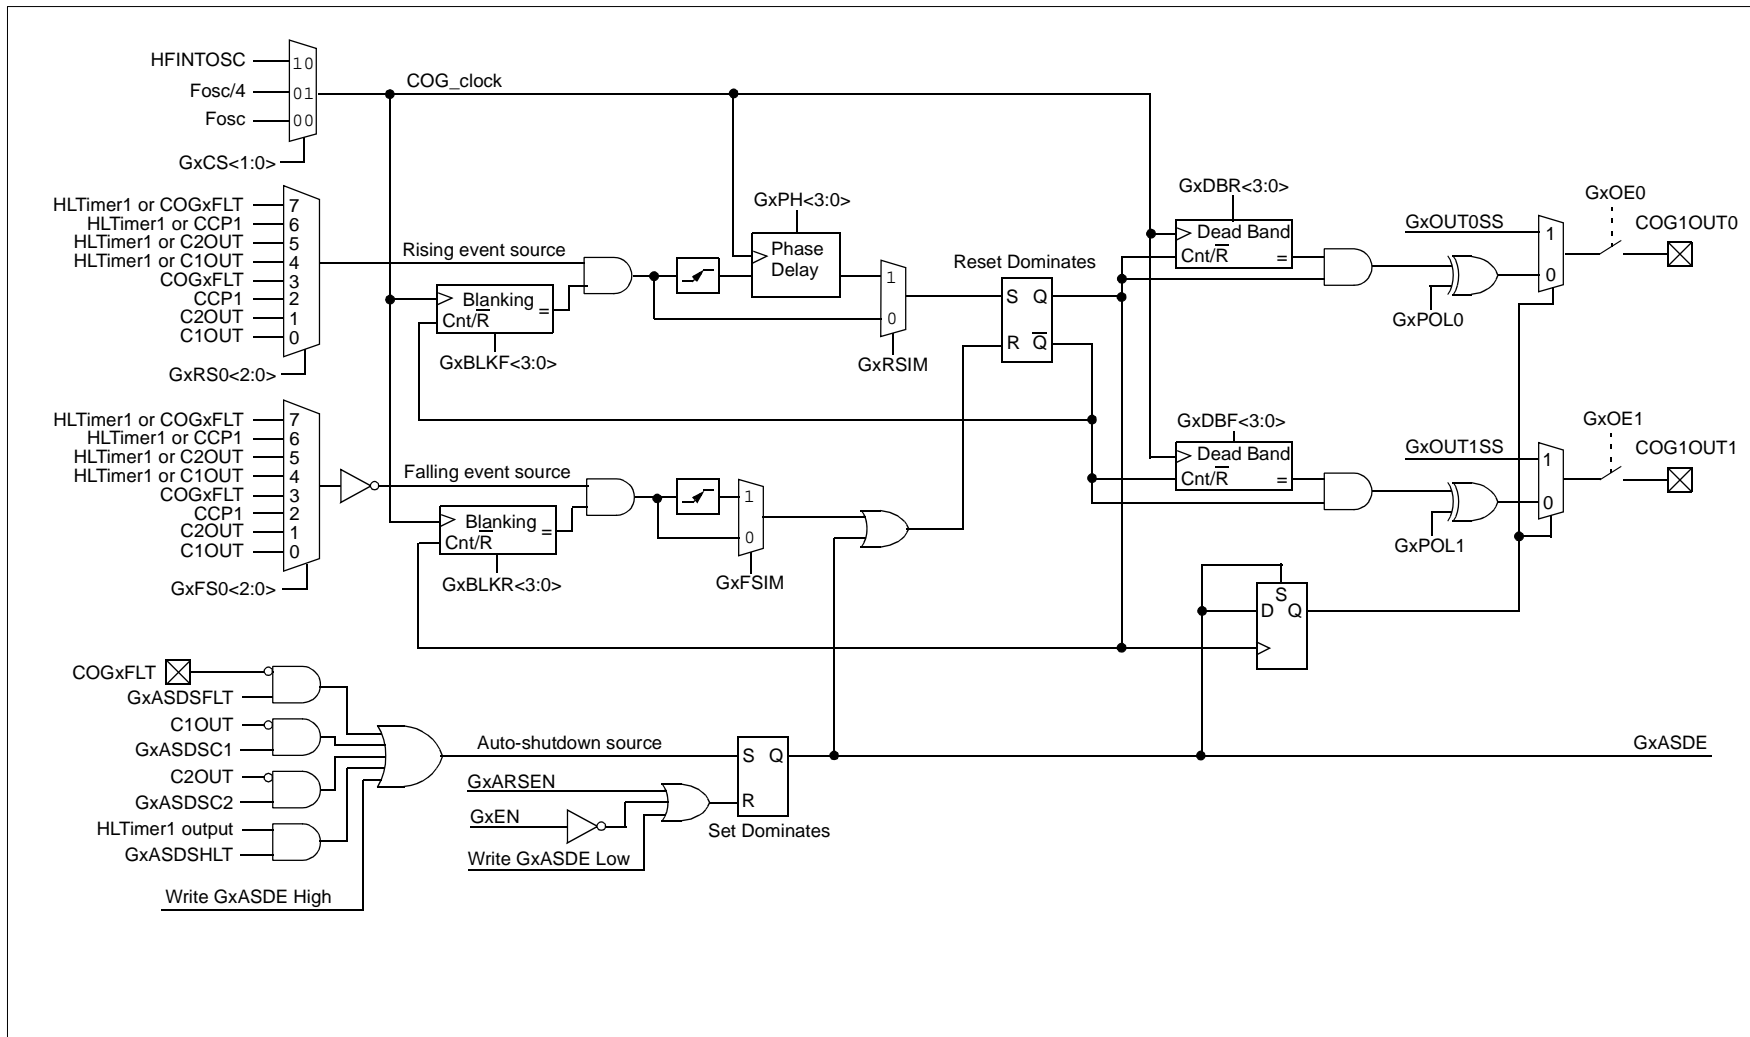 HFINTOSC
10
Fosc/4
01
Fosc
00
GxCS<1:0>
COG_clock
HLTimer1 or COGxFLT
7
HLTimer1 or CCP1
6
HLTimer1 or C2OUT
5
HLTimer1 or C1OUT
4
COGxFLT
3
CCP1
2
C2OUT
1
C1OUT
0
GxRS0<2:0>
Rising event source
Blanking
Cnt/R
=
GxBLKF<3:0>
GxPH<3:0>
Phase
Delay
1
0
GxRSIM
Reset Dominates
S Q
R Q
GxDBR<3:0>
Dead Band
Cnt/R
=
GxPOL0
GxOUT0SS
1
0
GxOE0
COG1OUT0
HLTimer1 or COGxFLT
7
HLTimer1 or CCP1
6
HLTimer1 or C2OUT
5
HLTimer1 or C1OUT
4
COGxFLT
3
CCP1
2
C2OUT
1
C1OUT
0
GxFS0<2:0>
Falling event source
Blanking
Cnt/R
=
GxBLKR<3:0>
1
0
GxFSIM
GxDBF<3:0>
Dead Band
Cnt/R
=
GxPOL1
GxOUT1SS
1
0
GxOE1
COG1OUT1
S
D Q
COGxFLT
GxASDSFLT
C1OUT
GxASDSC1
C2OUT
GxASDSC2
HLTimer1 output
GxASDSHLT
Write GxASDE High
Auto-shutdown source
GxARSEN
GxEN
Write GxASDE Low
S Q
R
Set Dominates
GxASDE